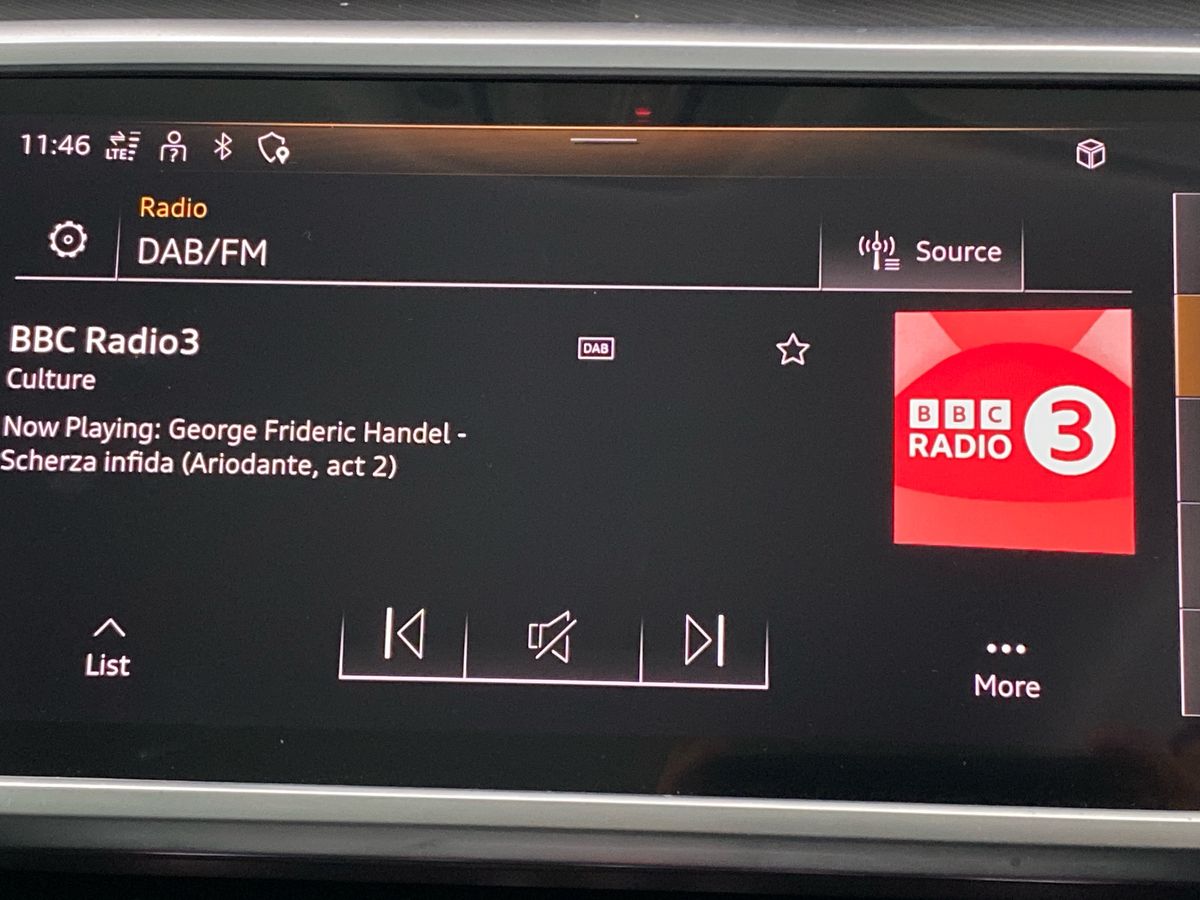 11:46
LTE
Radio
DAB/FM
Source
BBC Radio3
DAB
Culture
Now Playing: George Frideric Handel -
Scherza infida (Ariodante, act 2)
BBC
RADIO 3
List
More